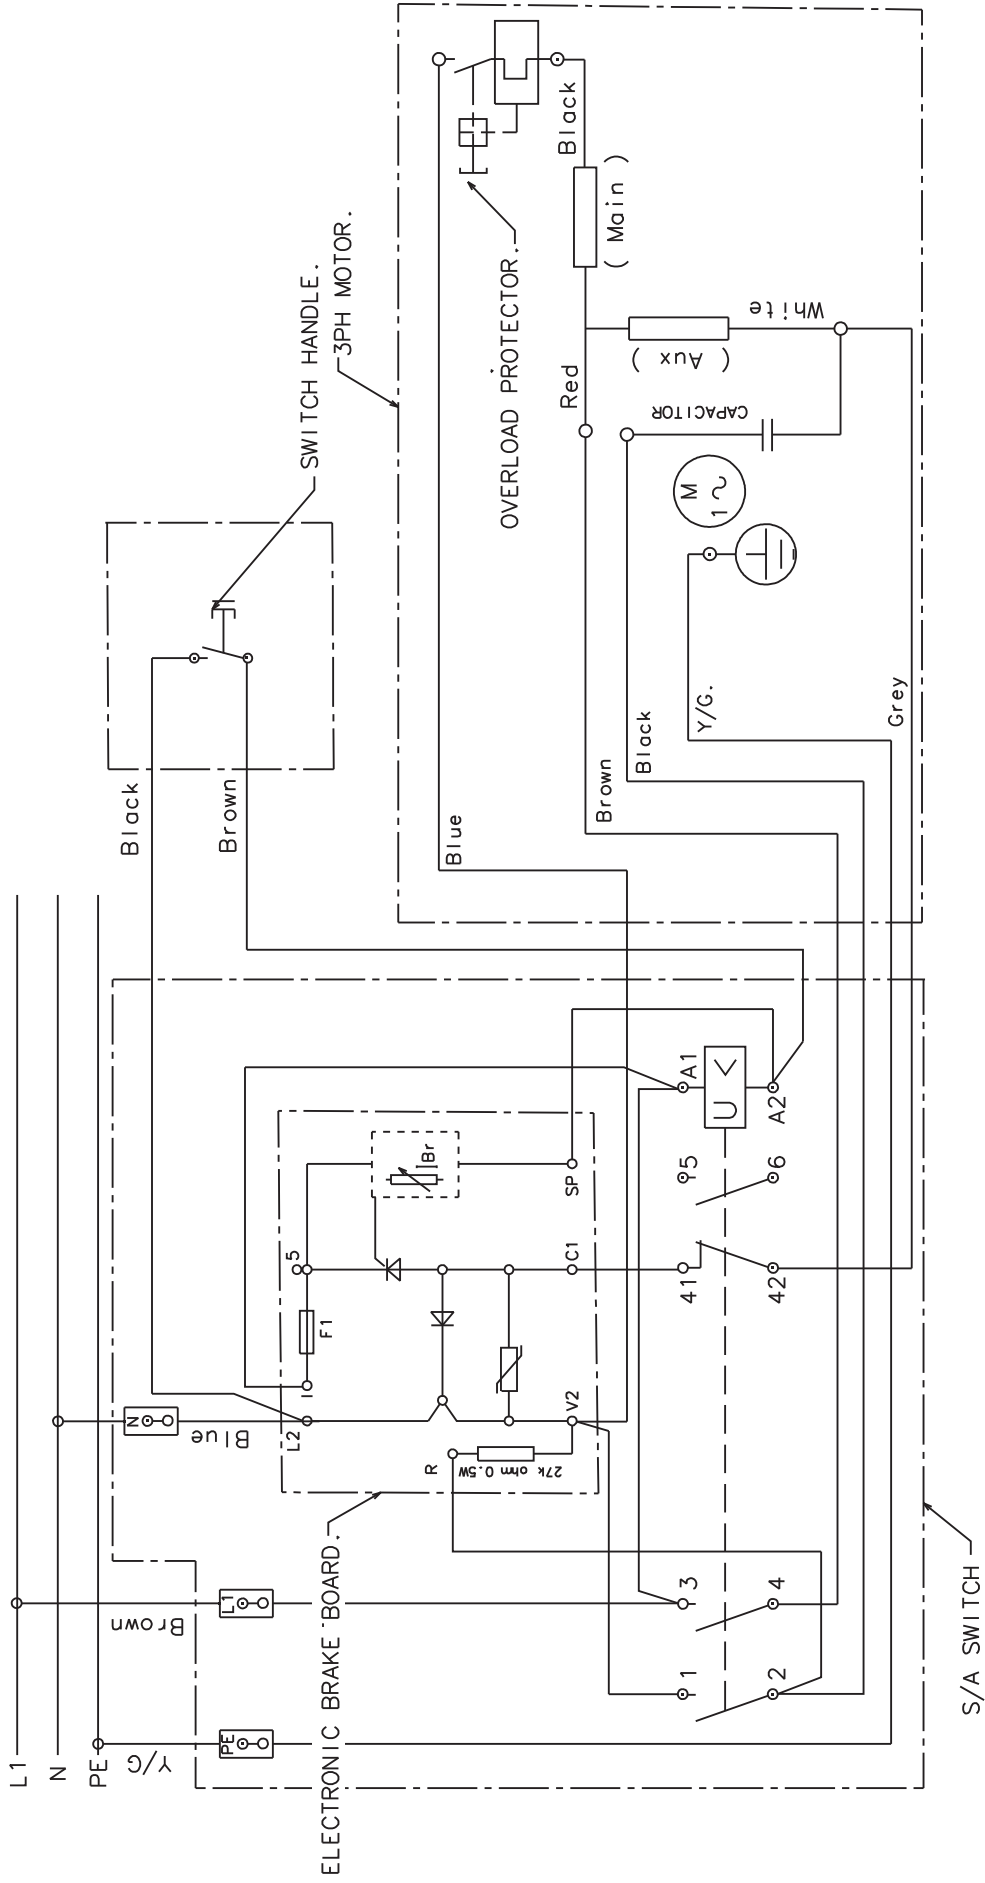 L1
N
PE
Brown
Y/G
Blue
L1
PE
N
Black
Brown
SWITCH HANDLE.
3PH MOTOR.
OVERLOAD PROTECTOR.
Black
( Main )
Red
( Aux )
White
CAPACITOR
M
1 ~
Y/G.
Grey
Black
Brown
Blue
ELECTRONIC BRAKE BOARD.
S/A SWITCH
L2
I
F1
5
IBr
SP
C1
V2
R
27k ohm 0.5W
A1
A2
U <
5
6
41
42
3
4
1
2